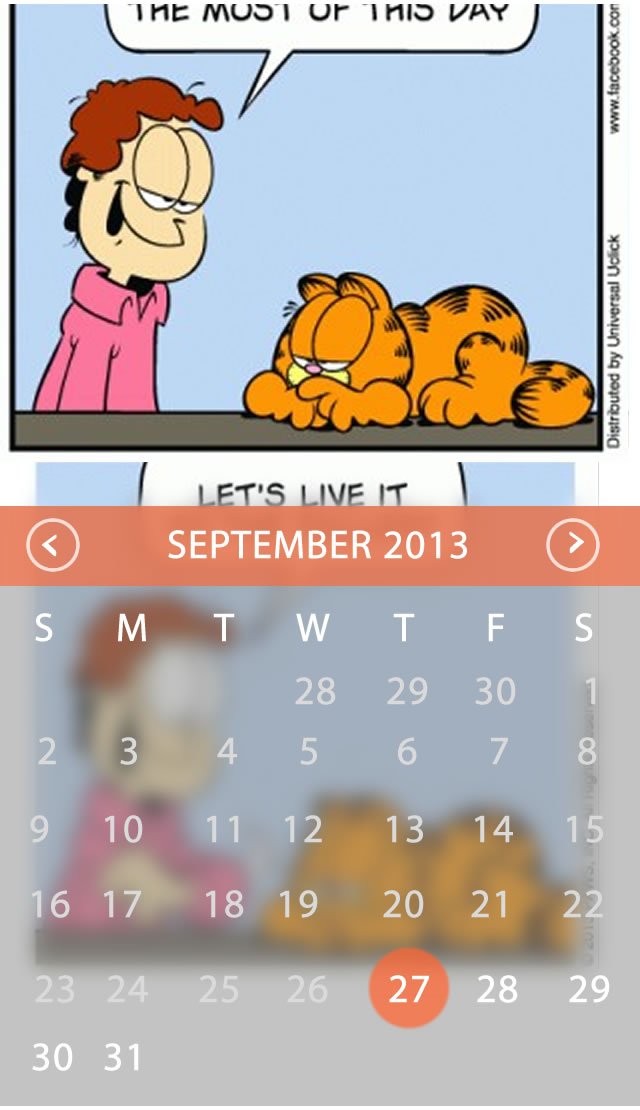 THE MOST OF THIS DAY
www.facebook.com
Distributed by Universal Uclick
LET'S LIVE IT
SEPTEMBER 2013
S M T W T F S
28 29 30 1
2 3 4 5 6 7 8
9 10 11 12 13 14 15
16 17 18 19 20 21 22
23 24 25 26 27 28 29
30 31